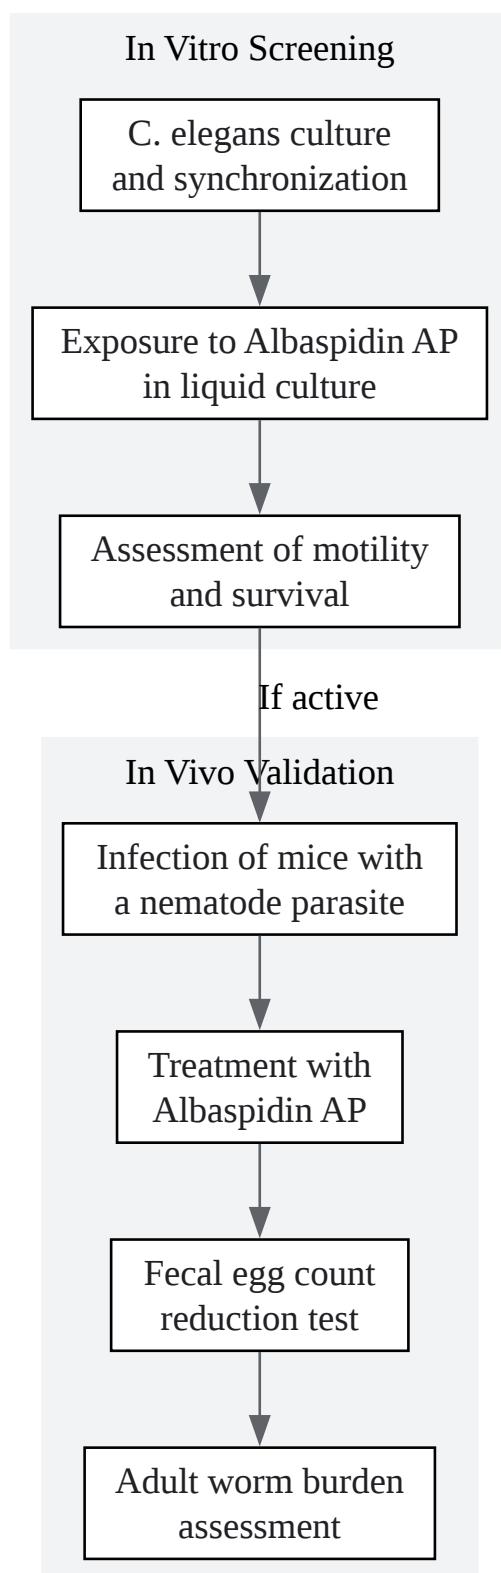 In Vitro Screening
C. elegans culture
and synchronization
Exposure to Albaspidin AP
in liquid culture
Assessment of motility
and survival
If active
In Vivo Validation
Infection of mice with
a nematode parasite
Treatment with
Albaspidin AP
Fecal egg count
reduction test
Adult worm burden
assessment